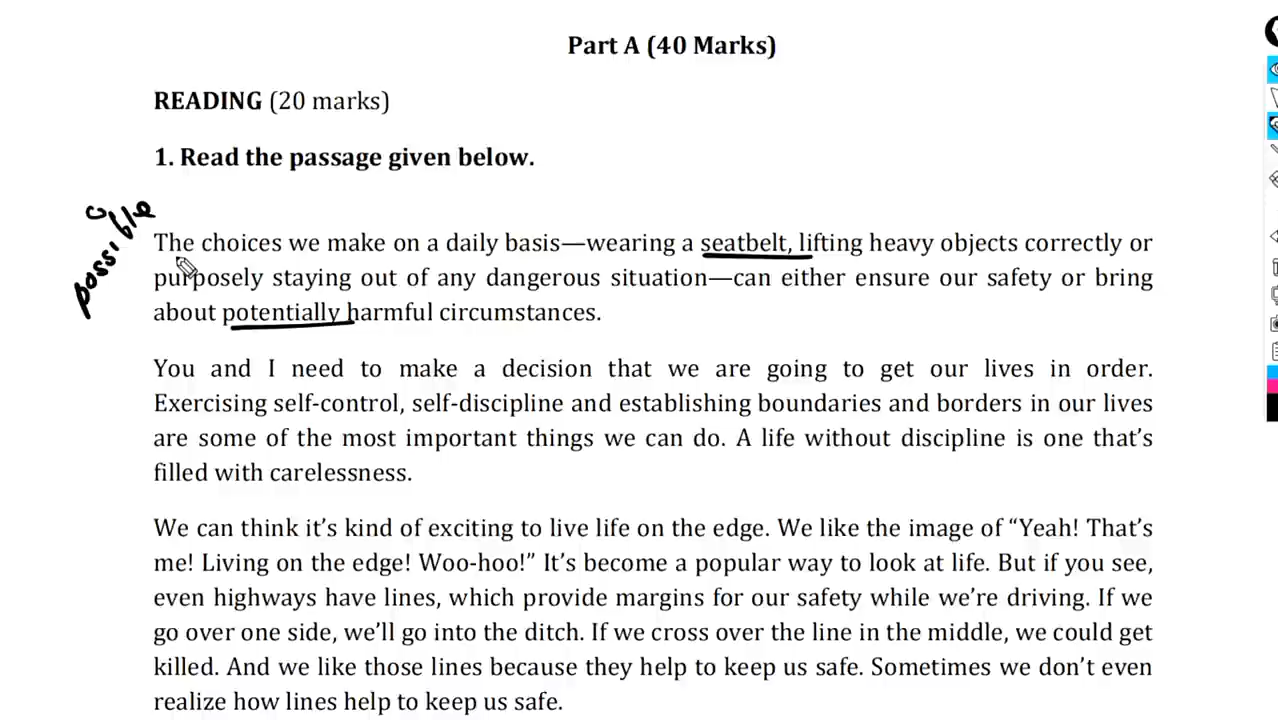 Part A (40 Marks)
READING (20 marks)
1. Read the passage given below.
possible
The choices we make on a daily basis—wearing a seatbelt, lifting heavy objects correctly or
purposely staying out of any dangerous situation—can either ensure our safety or bring
about potentially harmful circumstances.
You and I need to make a decision that we are going to get our lives in order.
Exercising self-control, self-discipline and establishing boundaries and borders in our lives
are some of the most important things we can do. A life without discipline is one that’s
filled with carelessness.
We can think it’s kind of exciting to live life on the edge. We like the image of “Yeah! That’s
me! Living on the edge! Woo-hoo!” It’s become a popular way to look at life. But if you see,
even highways have lines, which provide margins for our safety while we’re driving. If we
go over one side, we’ll go into the ditch. If we cross over the line in the middle, we could get
killed. And we like those lines because they help to keep us safe. Sometimes we don’t even
realize how lines help to keep us safe.